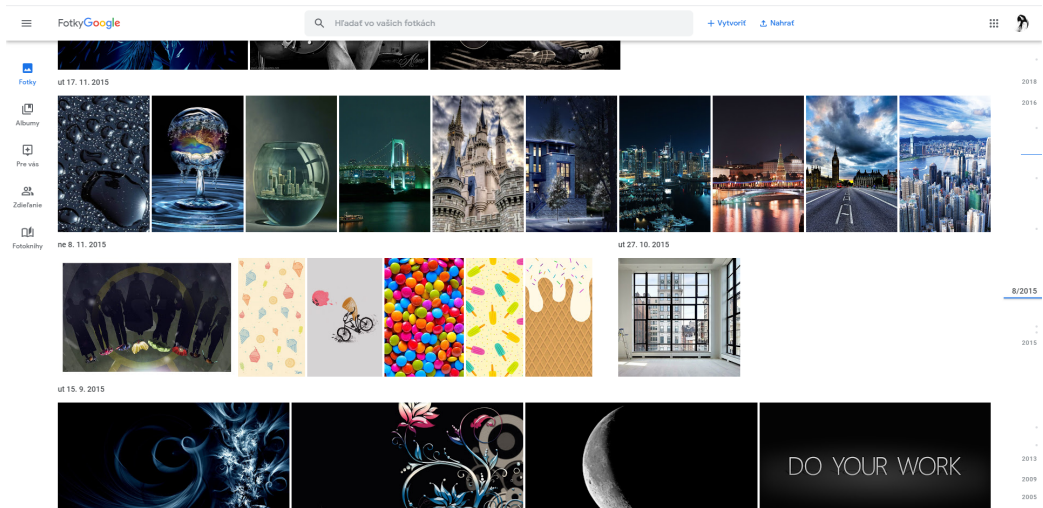 FotkyGoogle
Hľadať vo vašich fotkách
+ Vytvoriť
Nahrať
Fotky
Albumy
Pre vás
Zdieľanie
Fotoknihy
ut 17. 11. 2015
ne 8. 11. 2015
ut 27. 10. 2015
ut 15. 9. 2015
DO YOUR WORK
2018
2016
8/2015
2015
2013
2009
2005